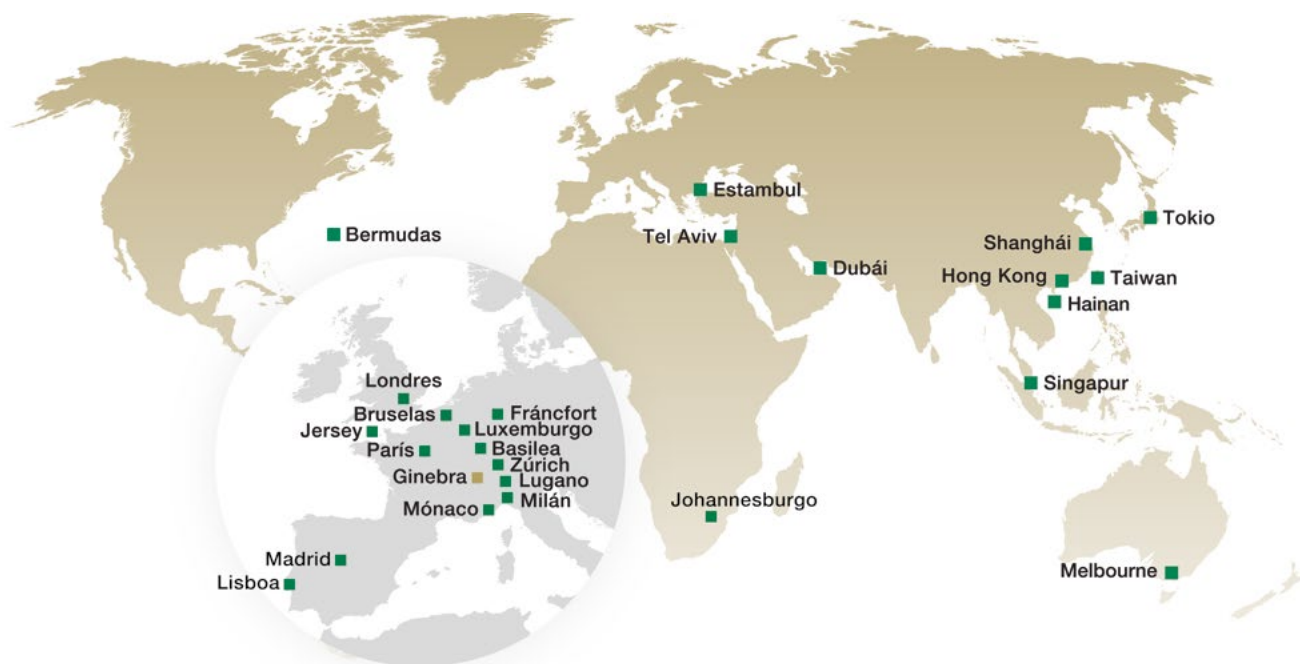 Estambul
Tokio
Bermudas
Tel Aviv
Shanghái
Dubái
Hong Kong
Taiwan
Hainan
Singapur
Londres
Bruselas
Fráncfort
Jersey
Luxemburgo
París
Basilea
Zúrich
Ginebra
Lugano
Milán
Mónaco
Johannesburgo
Madrid
Lisboa
Melbourne